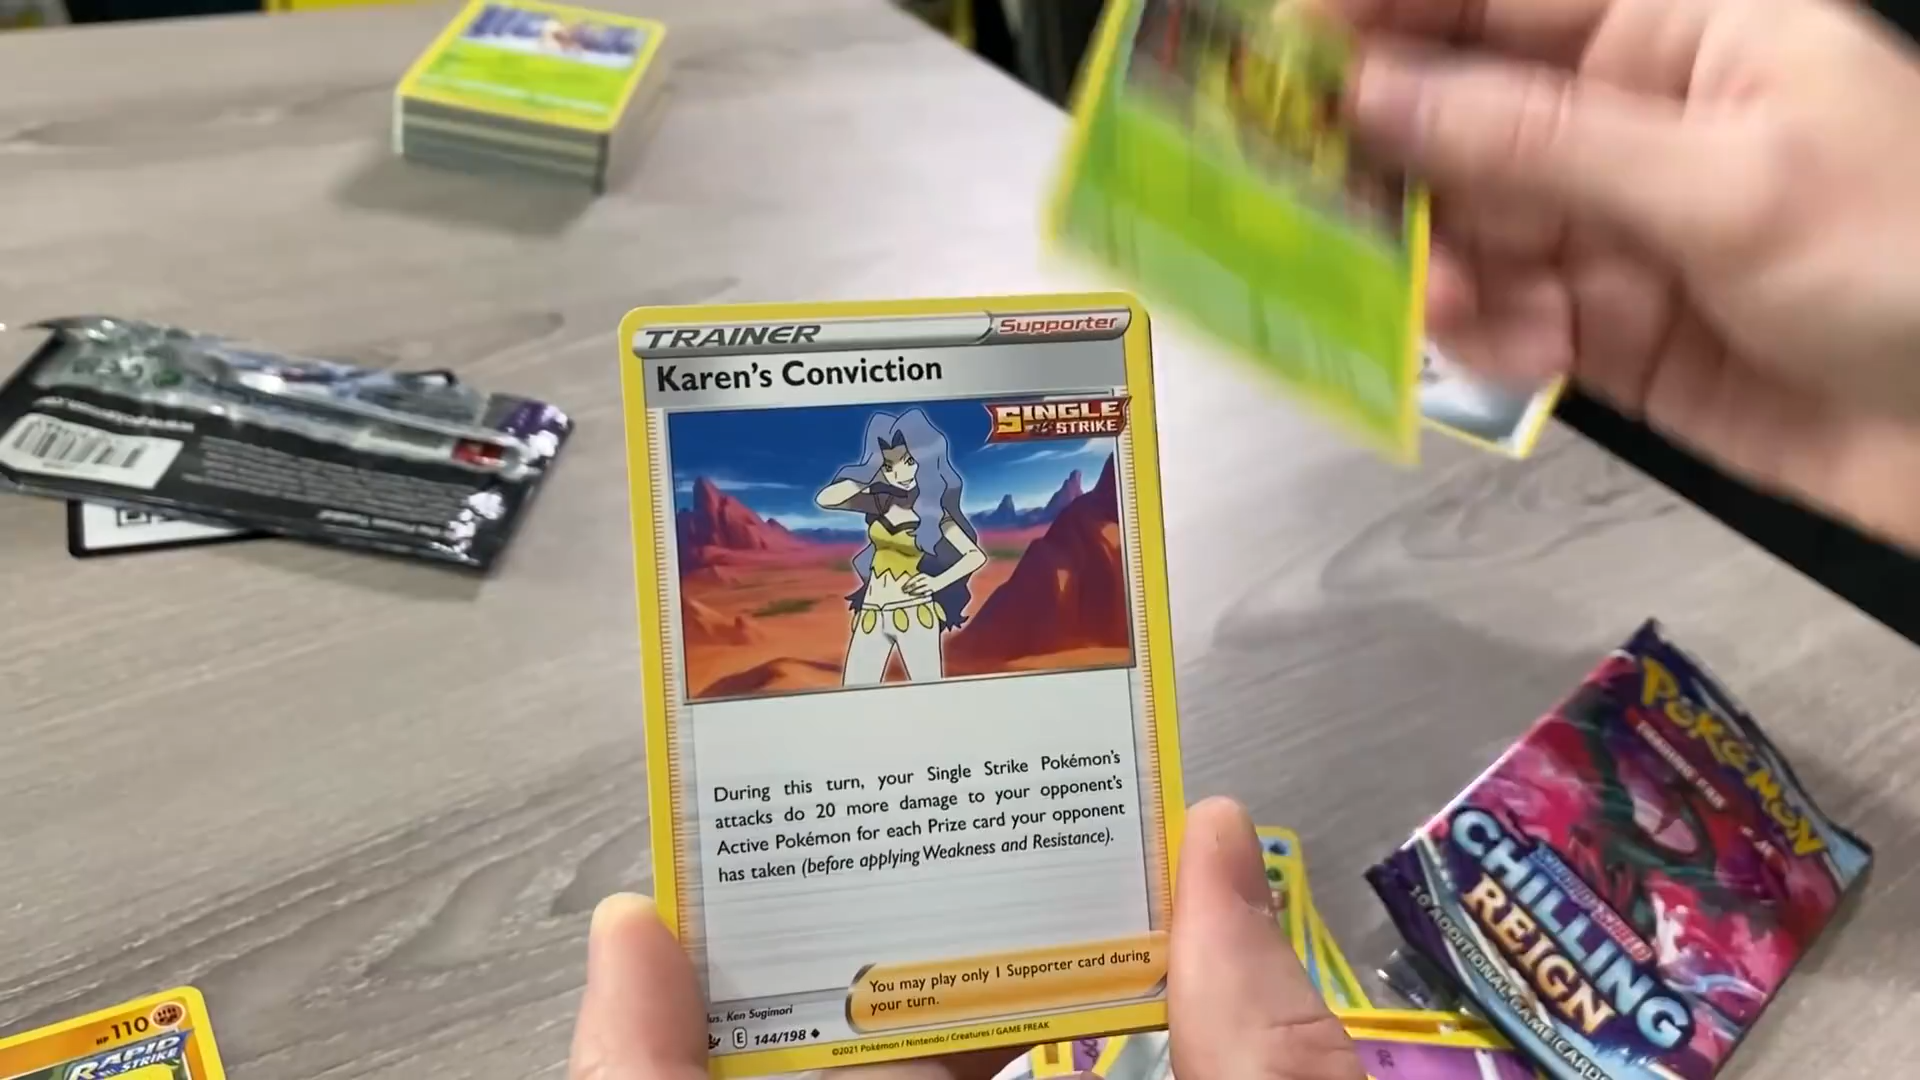 TRAINER
Supporter
Karen's Conviction
SINGLE
STRIKE
During this turn, your Single Strike Pokémon's
attacks do 20 more damage to your opponent's
Active Pokémon for each Prize card your opponent
has taken (before applying Weakness and Resistance).
You may play only 1 Supporter card during
your turn.
Ken Sugimori
E 144/198
©2021 Pokémon / Nintendo / Creatures / GAME FREAK
HP 110
RAPID
STRIKE
POKÉMON
CHILLING
REIGN
10 ADDITIONAL GAME CARDS
20